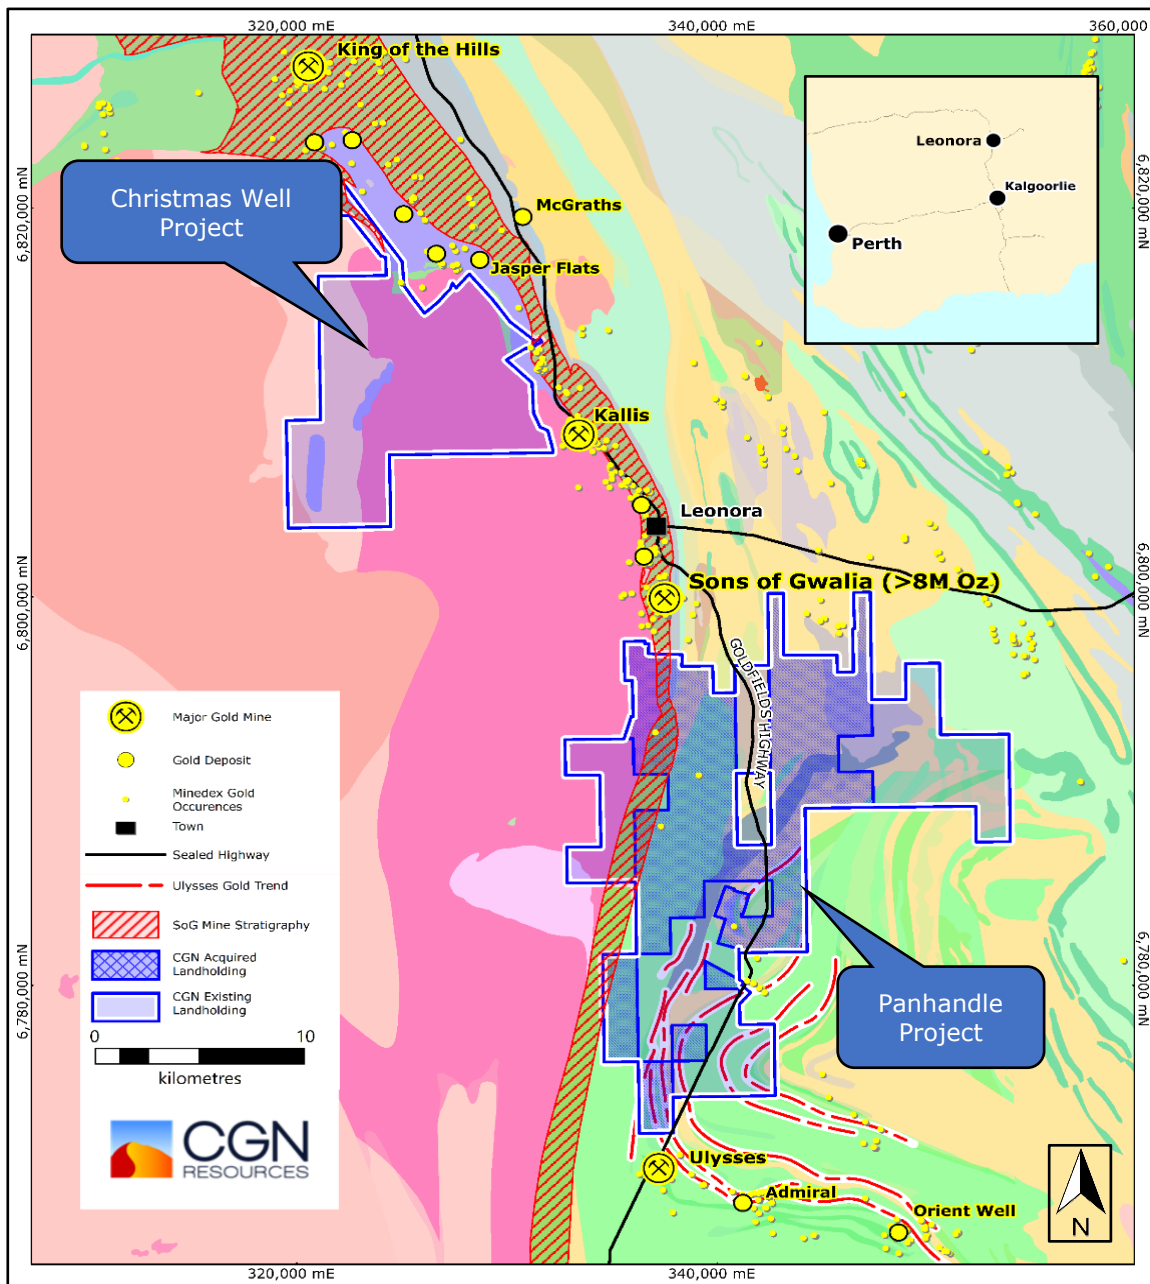 320,000 mE
340,000 mE
360,000
King of the Hills
Christmas Well
Project
McGraths
Jasper Flats
Leonora
Kalgoorlie
Perth
6,820,000 mN
6,820,000 mN
Kallis
Leonora
Sons of Gwalia (>8M Oz)
6,800,000 mN
6,800,000 mN
GOLDFIELDS HIGHWAY
Major Gold Mine
Gold Deposit
Minedex Gold
Occurences
Town
Sealed Highway
Ulysses Gold Trend
SoG Mine Stratigraphy
CGN Acquired
Landholding
CGN Existing
Landholding
0
10
kilometres
CGN
RESOURCES
6,780,000 mN
6,780,000 mN
Panhandle
Project
Ulysses
Admiral
Orient Well
N
320,000 mE
340,000 mE